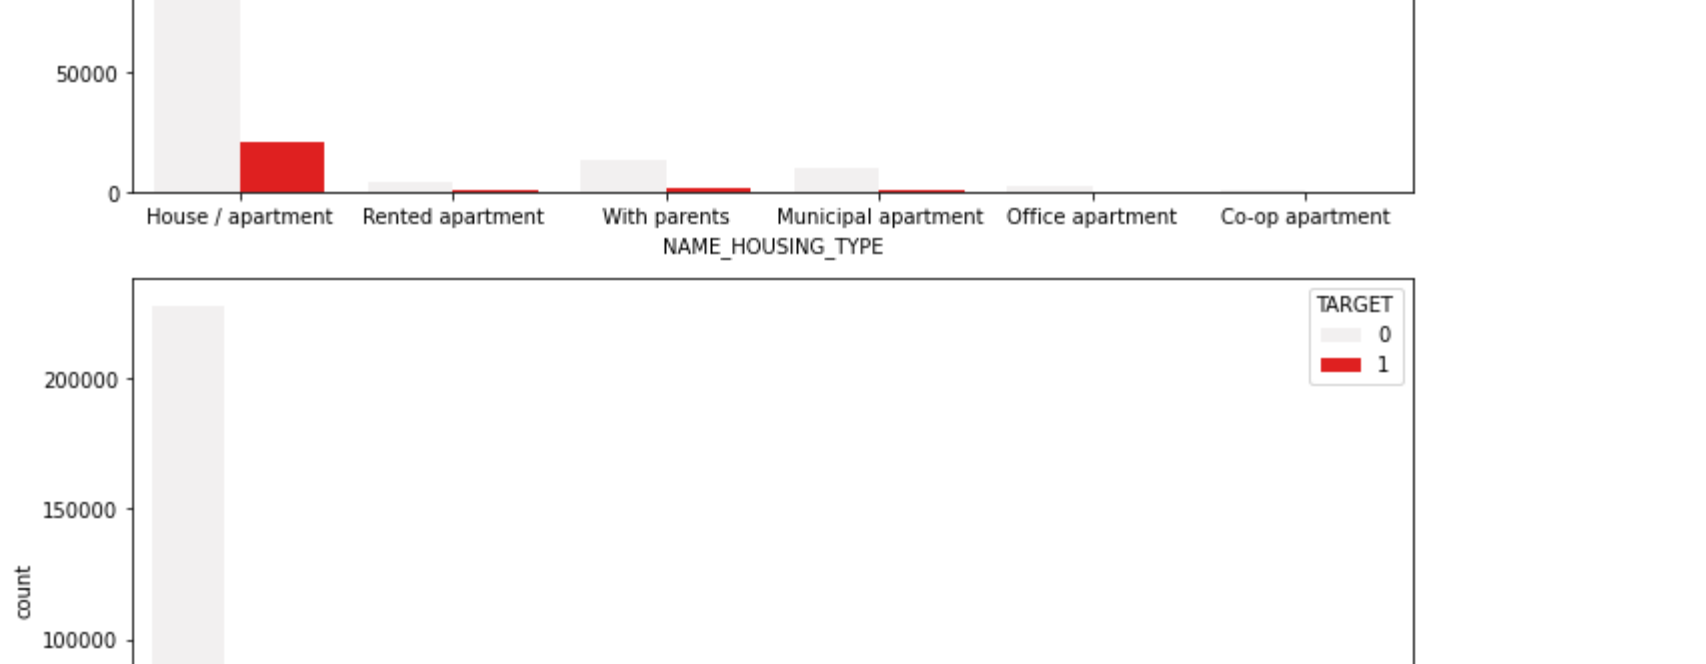 50000
0
House / apartment Rented apartment With parents Municipal apartment Office apartment Co-op apartment
NAME_HOUSING_TYPE
TARGET
0
1
200000
150000
count
100000